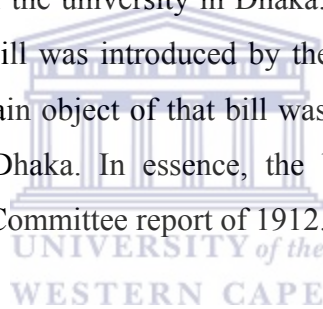 the university in Dhaka.
ill was introduced by the
ain object of that bill was
Dhaka. In essence, the
Committee report of 1912.
UNIVERSITY of the
WESTERN CAPE